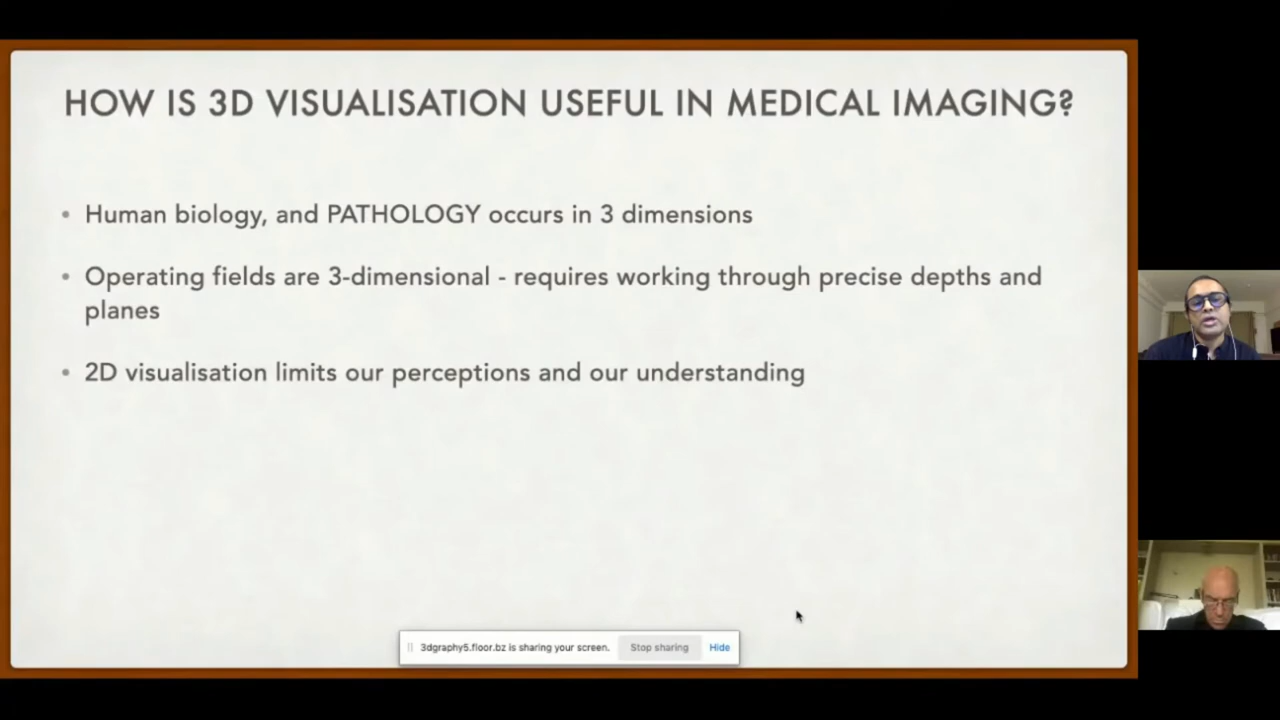 HOW IS 3D VISUALISATION USEFUL IN MEDICAL IMAGING?
• Human biology, and PATHOLOGY occurs in 3 dimensions
• Operating fields are 3-dimensional - requires working through precise depths and
planes
• 2D visualisation limits our perceptions and our understanding
3dgraphy5.floor.bz is sharing your screen. Stop sharing Hide